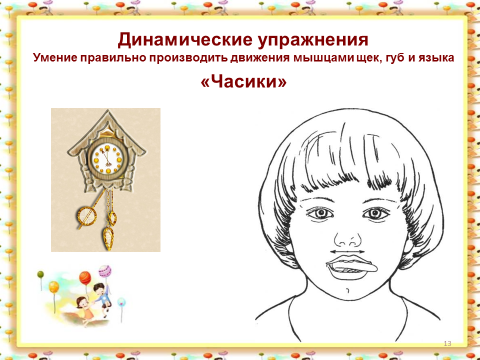 Динамические упражнения
Умение правильно производить движения мышцами щек, губ и языка
«Часики»
13